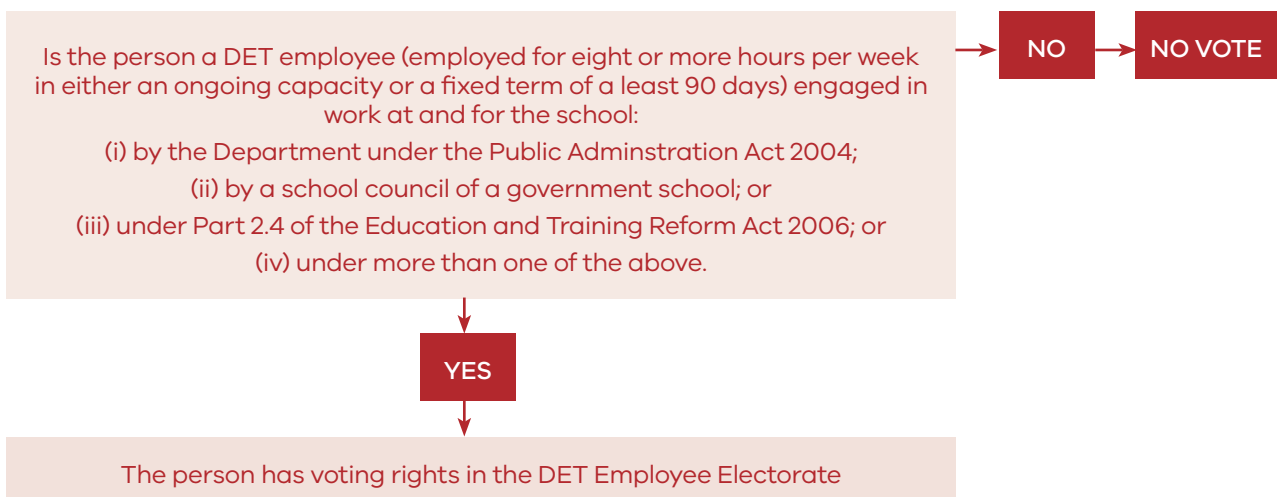 Is the person a DET employee (employed for eight or more hours per week
in either an ongoing capacity or a fixed term of a least 90 days) engaged in
work at and for the school:
(i) by the Department under the Public Adminstration Act 2004;
(ii) by a school council of a government school; or
(iii) under Part 2.4 of the Education and Training Reform Act 2006; or
(iv) under more than one of the above.
NO
NO VOTE
YES
The person has voting rights in the DET Employee Electorate